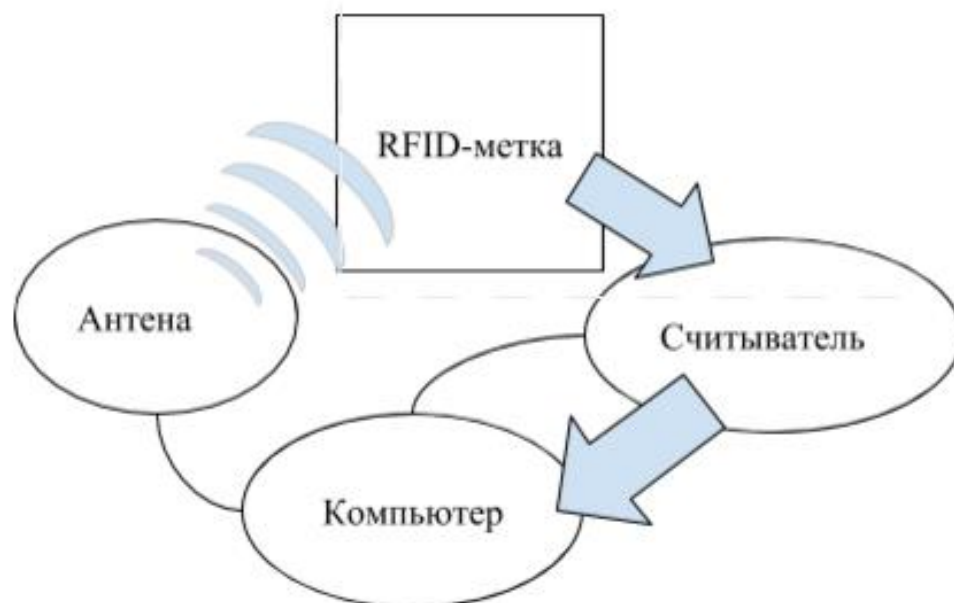 RFID-метка
Антена
Считыватель
Компьютер